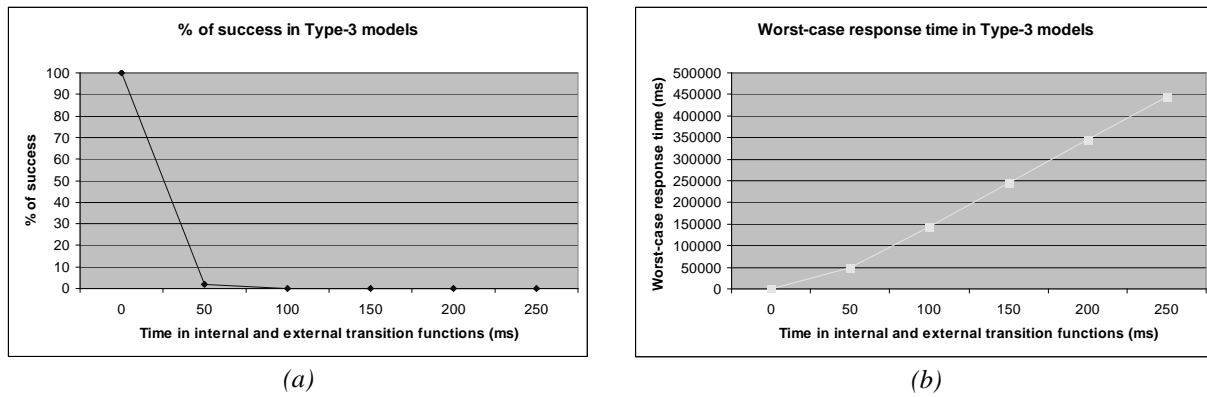 % of success in Type-3 models
% of success
100
90
80
70
60
50
40
30
20
10
0
0 50 100 150 200 250
Time in internal and external transition functions (ms)
(a)
Worst-case response time in Type-3 models
Worst-case response time (ms)
500000
450000
400000
350000
300000
250000
200000
150000
100000
50000
0
0 50 100 150 200 250
Time in internal and external transition functions (ms)
(b)